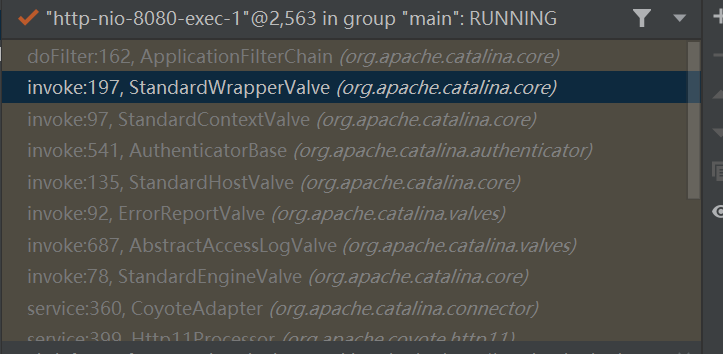 "http-nio-8080-exec-1"@2,563 in group "main": RUNNING
doFilter:162, ApplicationFilterChain (org.apache.catalina.core)
invoke:197, StandardWrapperValve (org.apache.catalina.core)
invoke:97, StandardContextValve (org.apache.catalina.core)
invoke:541, AuthenticatorBase (org.apache.catalina.authenticator)
invoke:135, StandardHostValve (org.apache.catalina.core)
invoke:92, ErrorReportValve (org.apache.catalina.valves)
invoke:687, AbstractAccessLogValve (org.apache.catalina.valves)
invoke:78, StandardEngineValve (org.apache.catalina.core)
service:360, CoyoteAdapter (org.apache.catalina.connector)
service:399, Http11Processor (org.apache.coyote.http11)